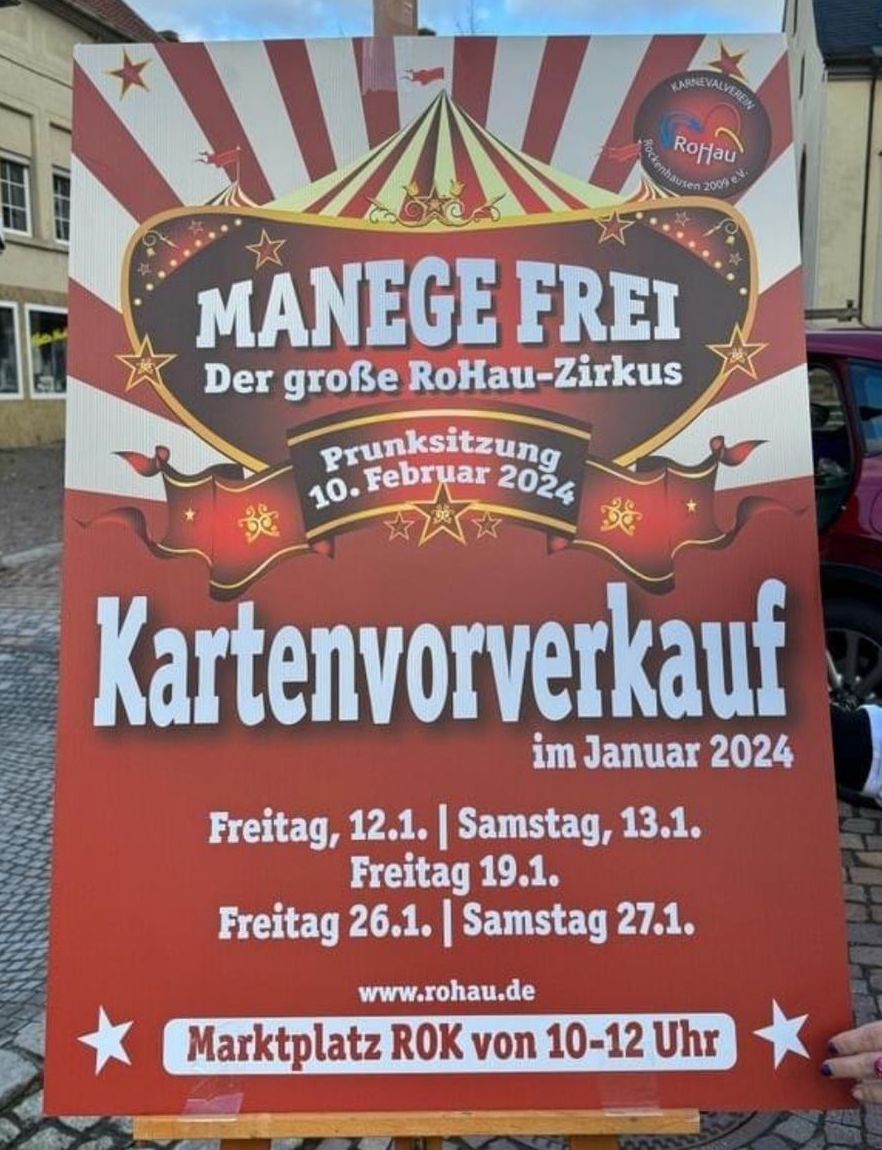 KARNEVALVEREIN
RoHau
Rockenhausen 2009 e.V.
MANEGE FREI
Der große RoHau-Zirkus
Prunksitzung
10. Februar 2024
Kartenvorverkauf
im Januar 2024
Freitag, 12.1. | Samstag, 13.1.
Freitag 19.1.
Freitag 26.1. | Samstag 27.1.
www.rohau.de
Marktplatz ROK von 10-12 Uhr